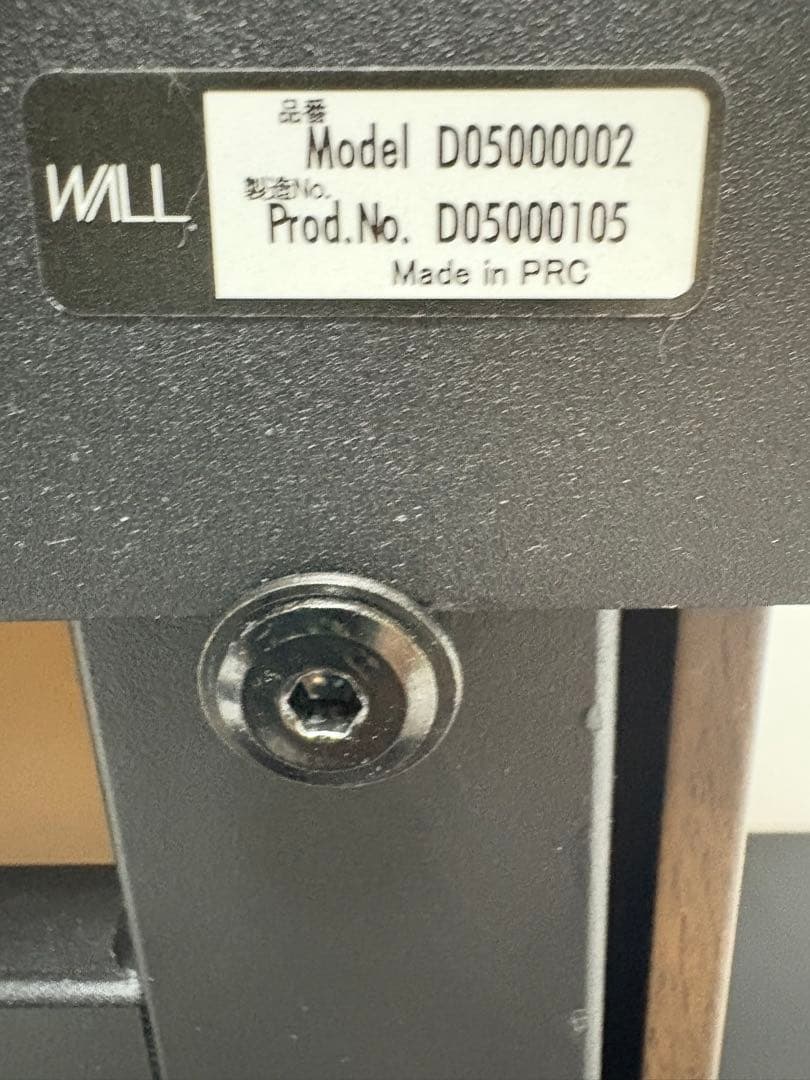 WALL
品番
Model D05000002
製造No.
Prod.No. D05000105
Made in PRC